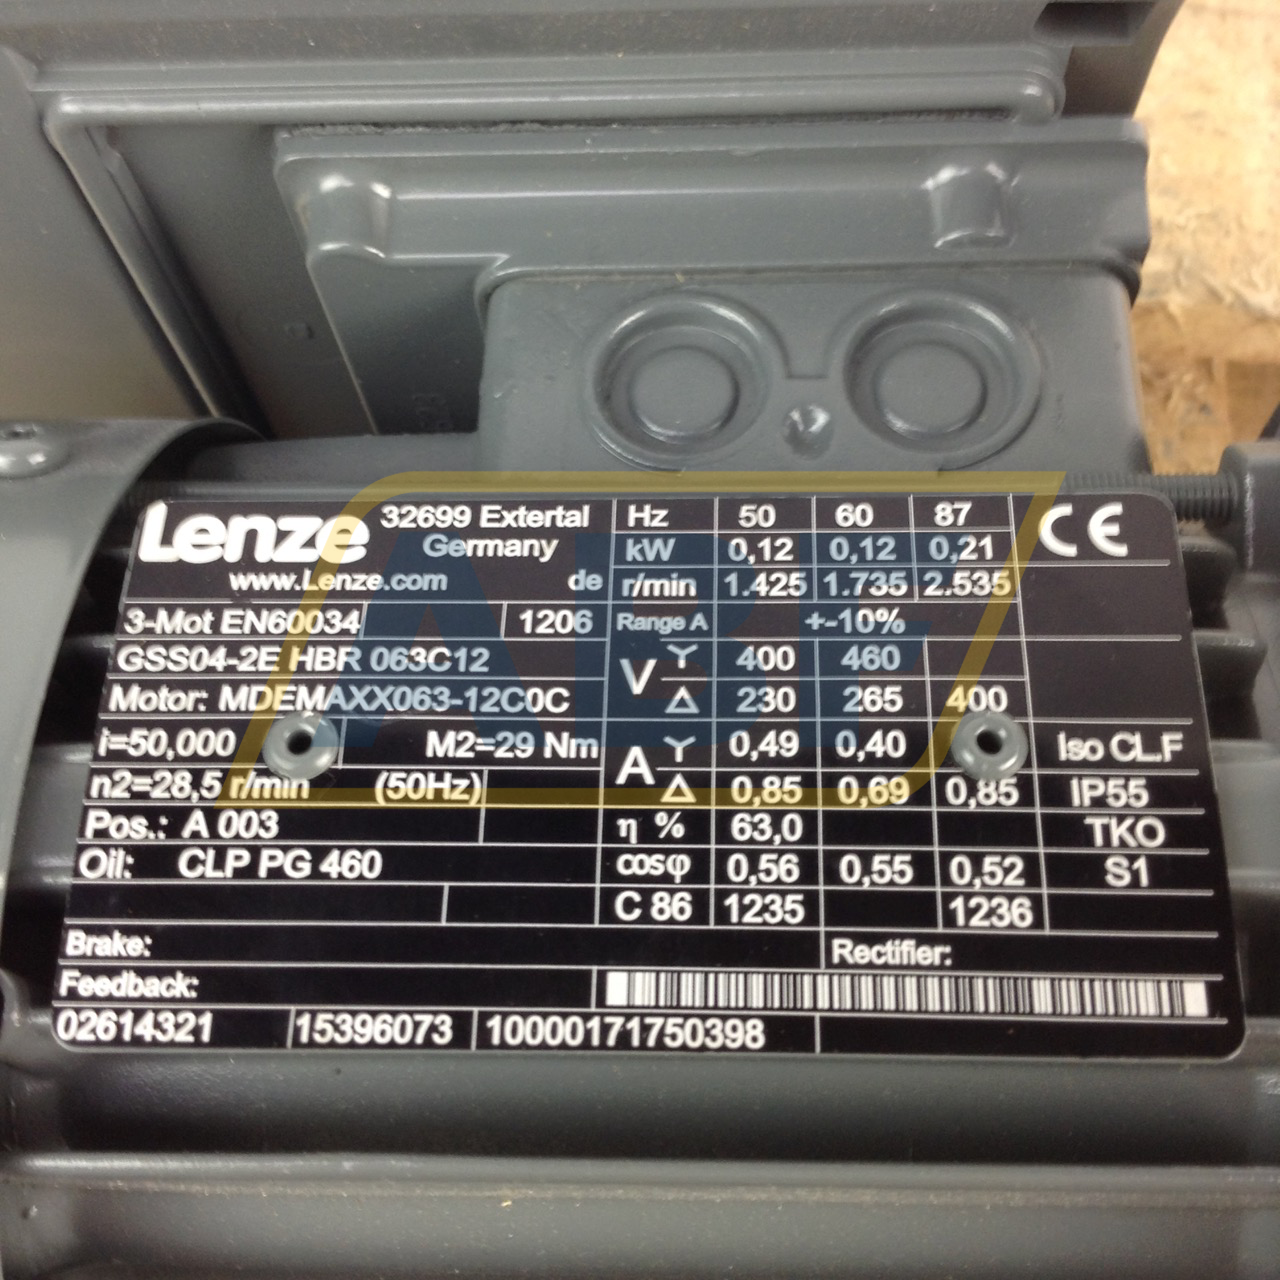 Lenze 32699 Extertal Hz 50 60 87 CE
Germany kW 0,12 0,12 0,21
www.Lenze.com de r/min 1.425 1.735 2.535
3-Mot EN60034 1206 Range A +-10%
GSS04-2E HBR 063C12 V Y 400 460
Motor: MDEMAXX063-12C0C Δ 230 265 400
i=50,000 M2=29 Nm A Y 0,49 0,40 Iso CL.F
n2=28,5 r/min (50Hz) Δ 0,85 0,69 0,85 IP55
Pos.: A 003 η % 63,0 TKO
Oil: CLP PG 460 cosφ 0,56 0,55 0,52 S1
C 86 1235 1236
Brake: Rectifier:
Feedback:
02614321 15396073 10000171750398
ABF